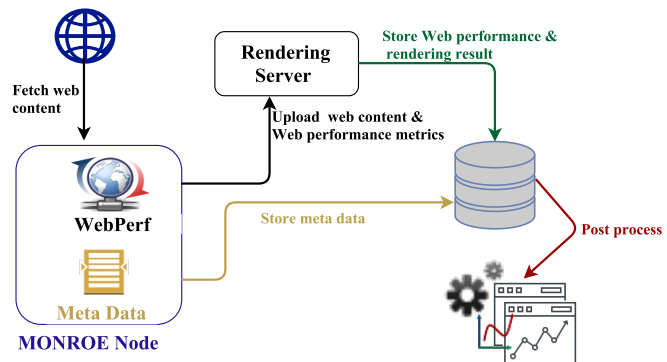 Fetch web
content
Rendering
Server
Store Web performance &
rendering result
Upload web content &
Web performance metrics
WebPerf
Store meta data
Meta Data
MONROE Node
Post process